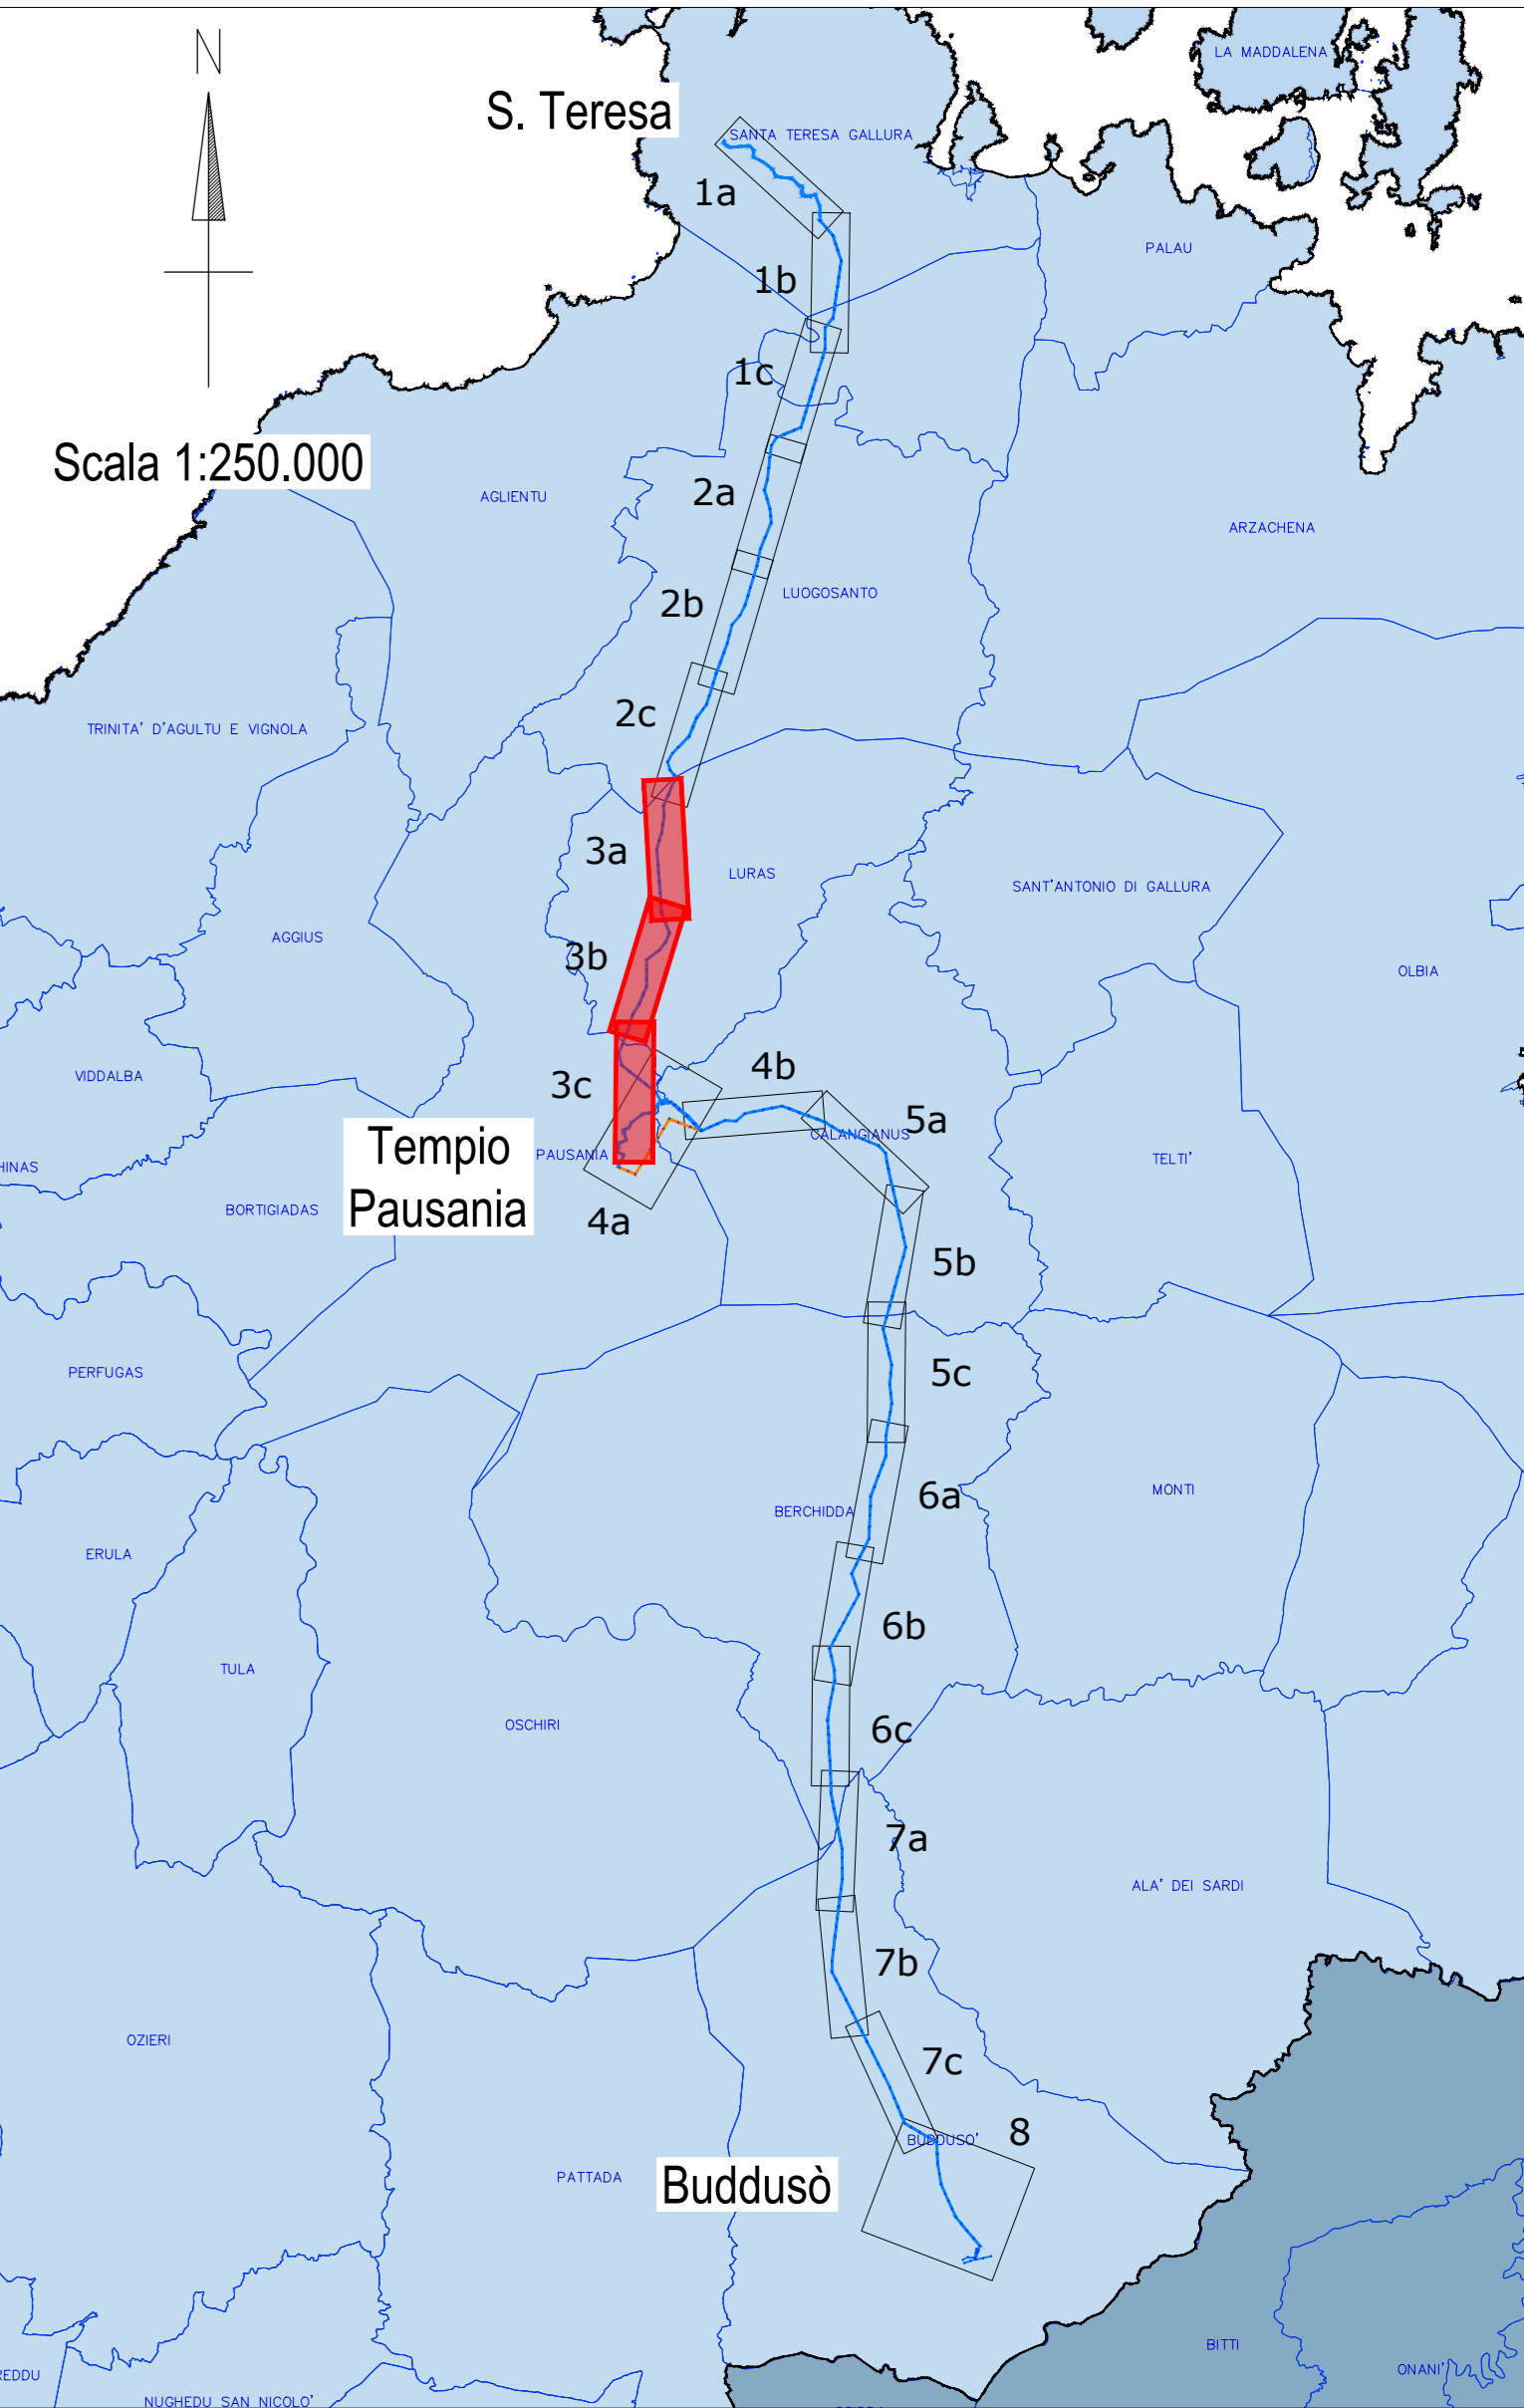 N
LA MADDALENA
S. Teresa
SANTA TERESA GALLURA
1a
PALAU
1b
1c
Scala 1:250.000
2a
AGLIENTU
ARZACHENA
LUOGOSANTO
2b
2c
TRINITA' D'AGULTU E VIGNOLA
3a
LURAS
SANT'ANTONIO DI GALLURA
AGGIUS
3b
OLBIA
4b
VIDDALBA
3c
5a
CALANGIANUS
Tempio
Pausania
PAUSANIA
TELTI'
HINAS
BORTIGIADAS
4a
5b
PERFUGAS
5c
MONTI
6a
BERCHIDDA
ERULA
6b
TULA
OSCHIRI
6c
7a
ALA' DEI SARDI
7b
OZIERI
7c
8
BUDDUSO'
PATTADA
Buddusò
BITTI
ONANI'
REDDU
NUGHEDU SAN NICOLO'